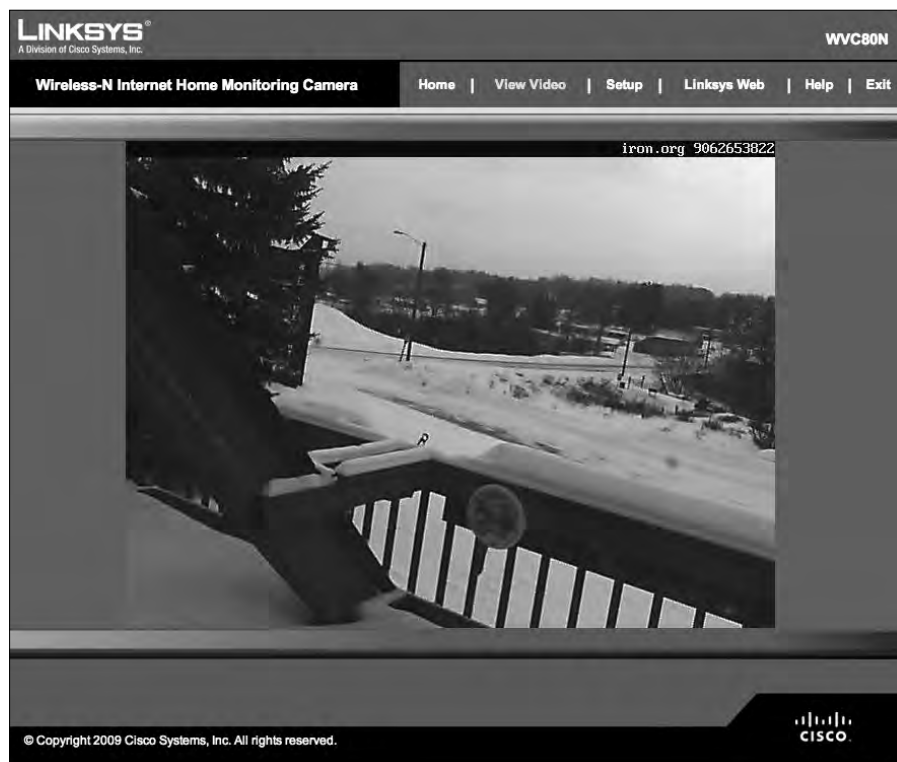 LINKSYS®
A Division of Cisco Systems, Inc.
WVC80N
Wireless-N Internet Home Monitoring Camera
Home | View Video | Setup | Linksys Web | Help | Exit
iron.org 9062653822
© Copyright 2009 Cisco Systems, Inc. All rights reserved.
CISCO.